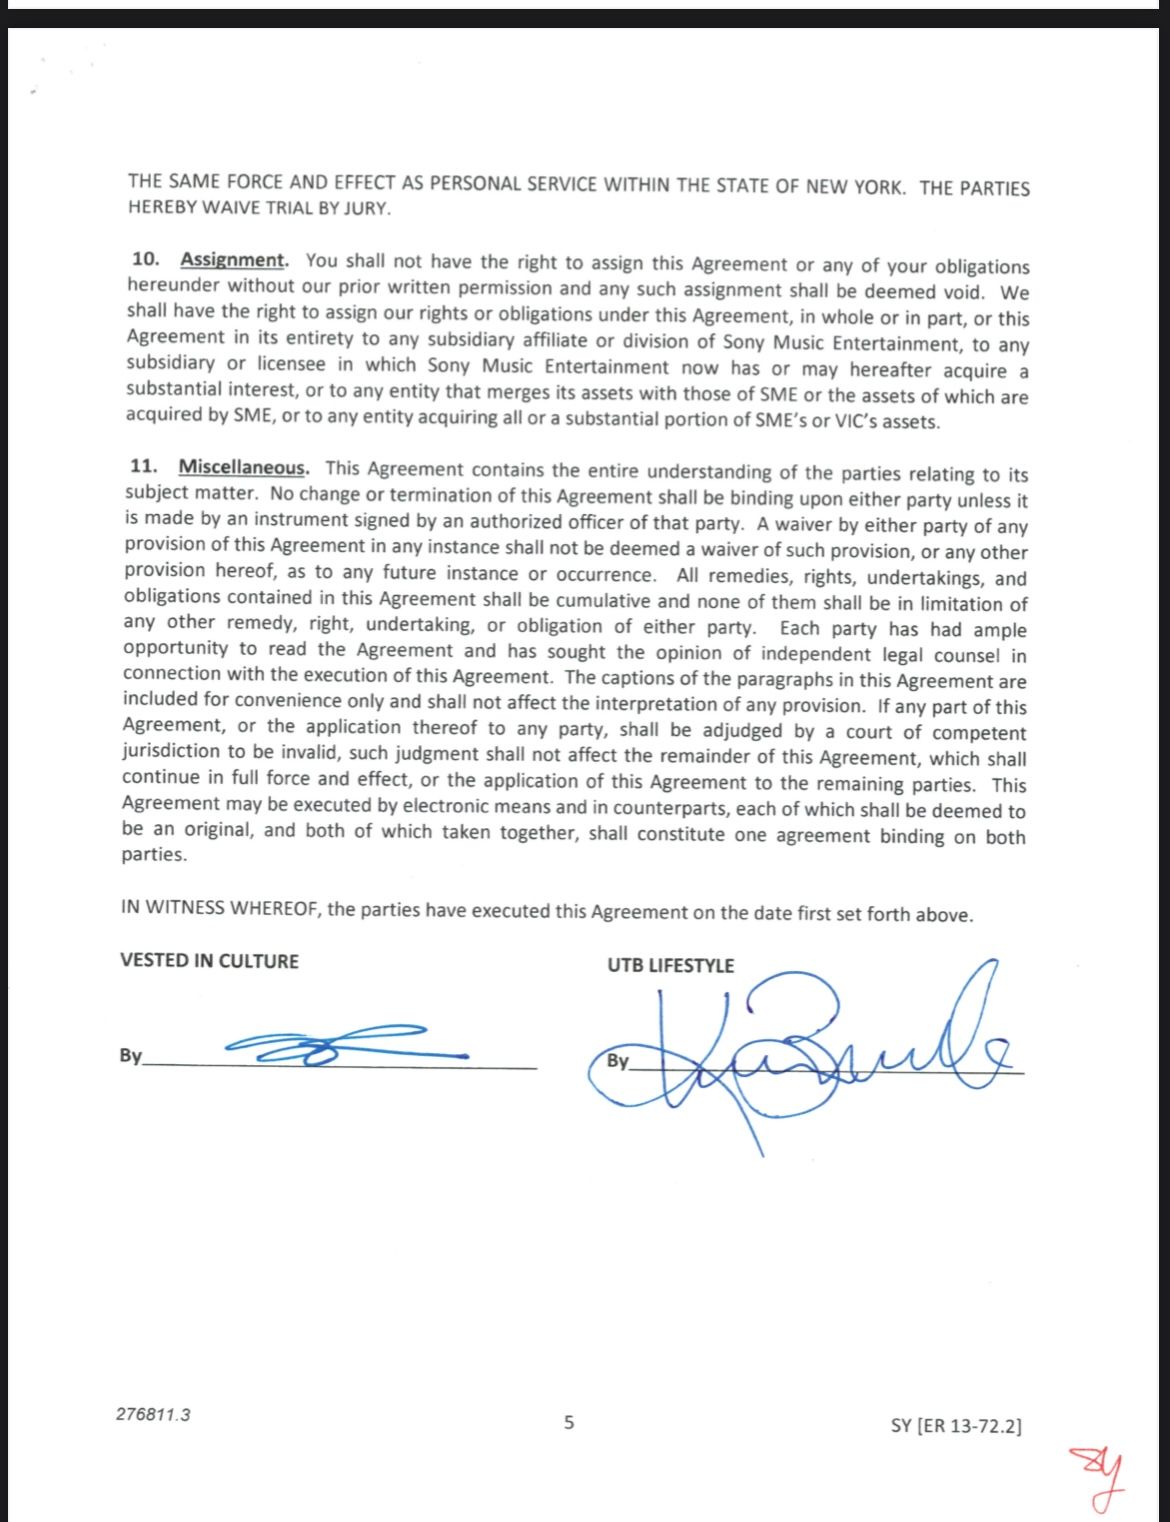 THE SAME FORCE AND EFFECT AS PERSONAL SERVICE WITHIN THE STATE OF NEW YORK. THE PARTIES
HEREBY WAIVE TRIAL BY JURY.
10. Assignment. You shall not have the right to assign this Agreement or any of your obligations
hereunder without our prior written permission and any such assignment shall be deemed void. We
shall have the right to assign our rights or obligations under this Agreement, in whole or in part, or this
Agreement in its entirety to any subsidiary affiliate or division of Sony Music Entertainment, to any
subsidiary or licensee in which Sony Music Entertainment now has or may hereafter acquire a
substantial interest, or to any entity that merges its assets with those of SME or the assets of which are
acquired by SME, or to any entity acquiring all or a substantial portion of SME's or VIC's assets.
11. Miscellaneous. This Agreement contains the entire understanding of the parties relating to its
subject matter. No change or termination of this Agreement shall be binding upon either party unless it
is made by an instrument signed by an authorized officer of that party. A waiver by either party of any
provision of this Agreement in any instance shall not be deemed a waiver of such provision, or any other
provision hereof, as to any future instance or occurrence. All remedies, rights, undertakings, and
obligations contained in this Agreement shall be cumulative and none of them shall be in limitation of
any other remedy, right, undertaking, or obligation of either party. Each party has had ample
opportunity to read the Agreement and has sought the opinion of independent legal counsel in
connection with the execution of this Agreement. The captions of the paragraphs in this Agreement are
included for convenience only and shall not affect the interpretation of any provision. If any part of this
Agreement, or the application thereof to any party, shall be adjudged by a court of competent
jurisdiction to be invalid, such judgment shall not affect the remainder of this Agreement, which shall
continue in full force and effect, or the application of this Agreement to the remaining parties. This
Agreement may be executed by electronic means and in counterparts, each of which shall be deemed to
be an original, and both of which taken together, shall constitute one agreement binding on both
parties.
IN WITNESS WHEREOF, the parties have executed this Agreement on the date first set forth above.
VESTED IN CULTURE UTB LIFESTYLE
By By
276811.3 5 SY [ER 13-72.2]
SY